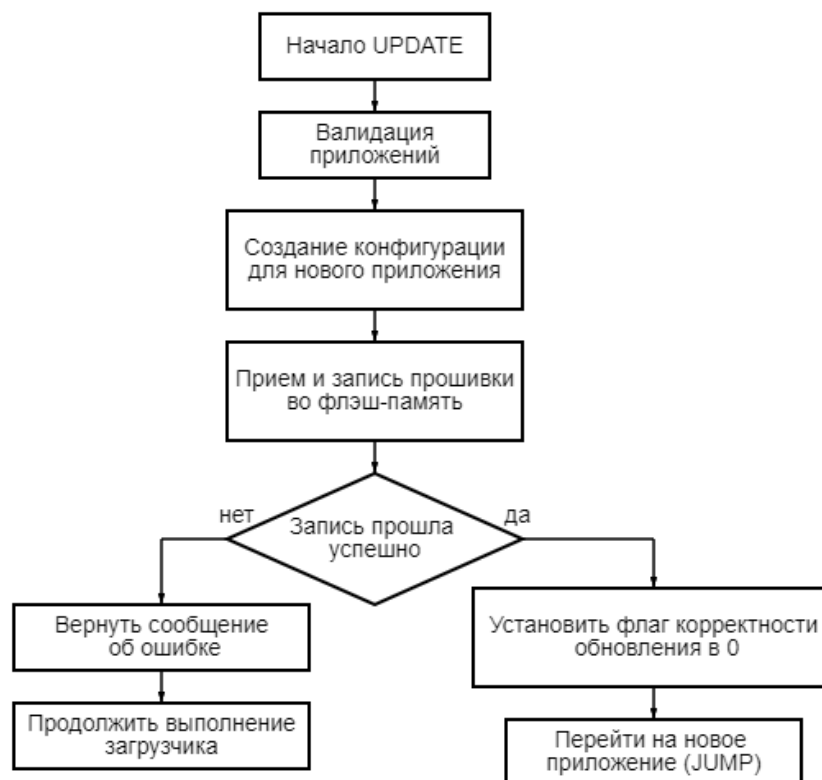 Начало UPDATE
Валидация
приложений
Создание конфигурации
для нового приложения
Прием и запись прошивки
во флэш-память
нет
Запись прошла
успешно
да
Вернуть сообщение
об ошибке
Продолжить выполнение
загрузчика
Установить флаг корректности
обновления в 0
Перейти на новое
приложение (JUMP)